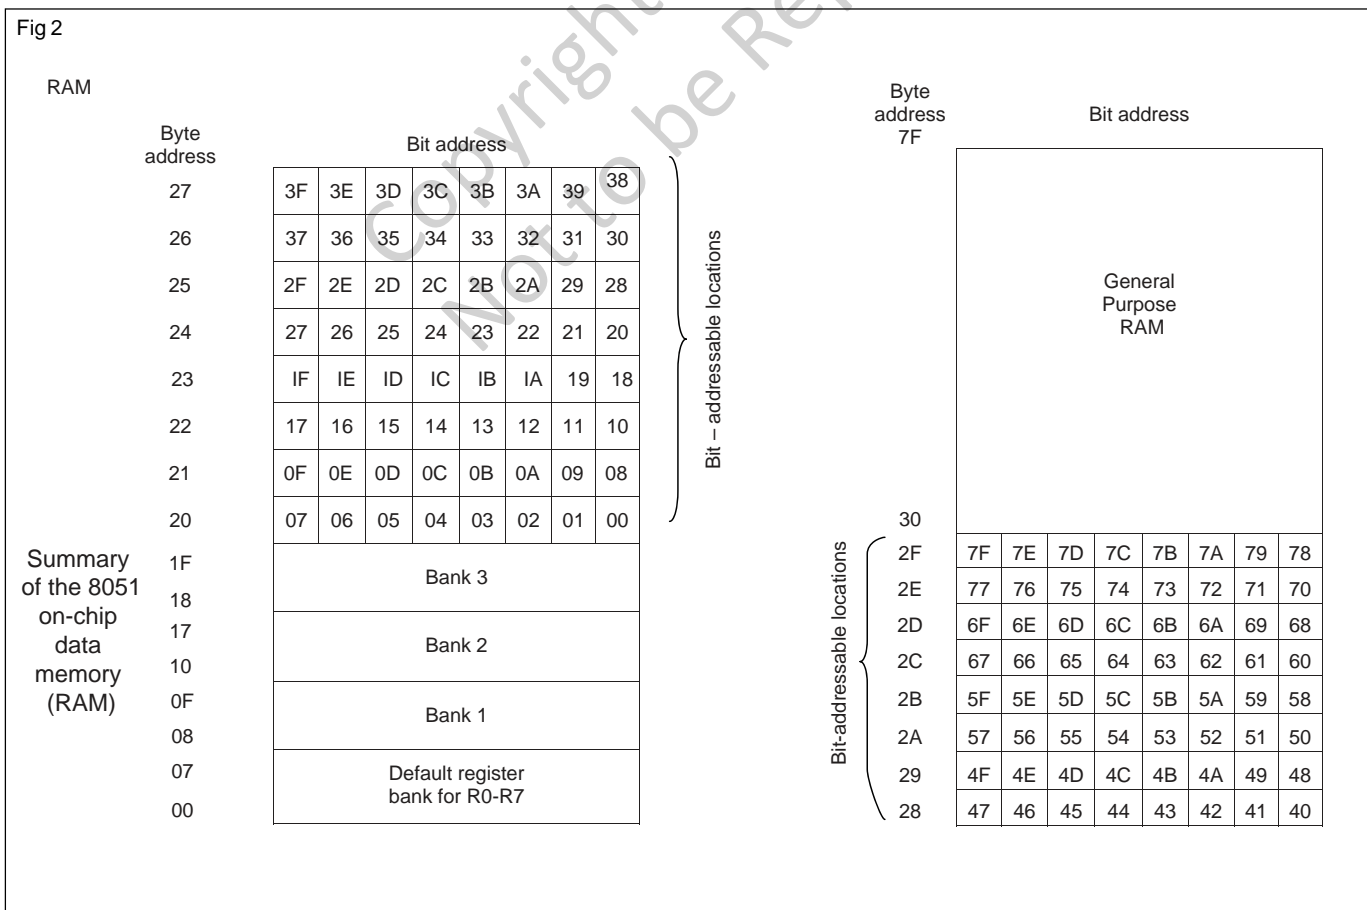 Fig 2
RAM
Byte
address
Bit address
27 3F 3E 3D 3C 3B 3A 39 38
26 37 36 35 34 33 32 31 30
25 2F 2E 2D 2C 2B 2A 29 28
24 27 26 25 24 23 22 21 20
23 IF IE ID IC IB IA 19 18
22 17 16 15 14 13 12 11 10
21 0F 0E 0D 0C 0B 0A 09 08
20 07 06 05 04 03 02 01 00
Bit – addressable locations
Summary
of the 8051
on-chip
data
memory
(RAM)
1F
Bank 3
18
17
Bank 2
10
0F
Bank 1
08
07
Default register
bank for R0-R7
00
Byte
address
7F
Bit address
General
Purpose
RAM
30
Bit-addressable locations
2F 7F 7E 7D 7C 7B 7A 79 78
2E 77 76 75 74 73 72 71 70
2D 6F 6E 6D 6C 6B 6A 69 68
2C 67 66 65 64 63 62 61 60
2B 5F 5E 5D 5C 5B 5A 59 58
2A 57 56 55 54 53 52 51 50
29 4F 4E 4D 4C 4B 4A 49 48
28 47 46 45 44 43 42 41 40
Copyright
Not to be